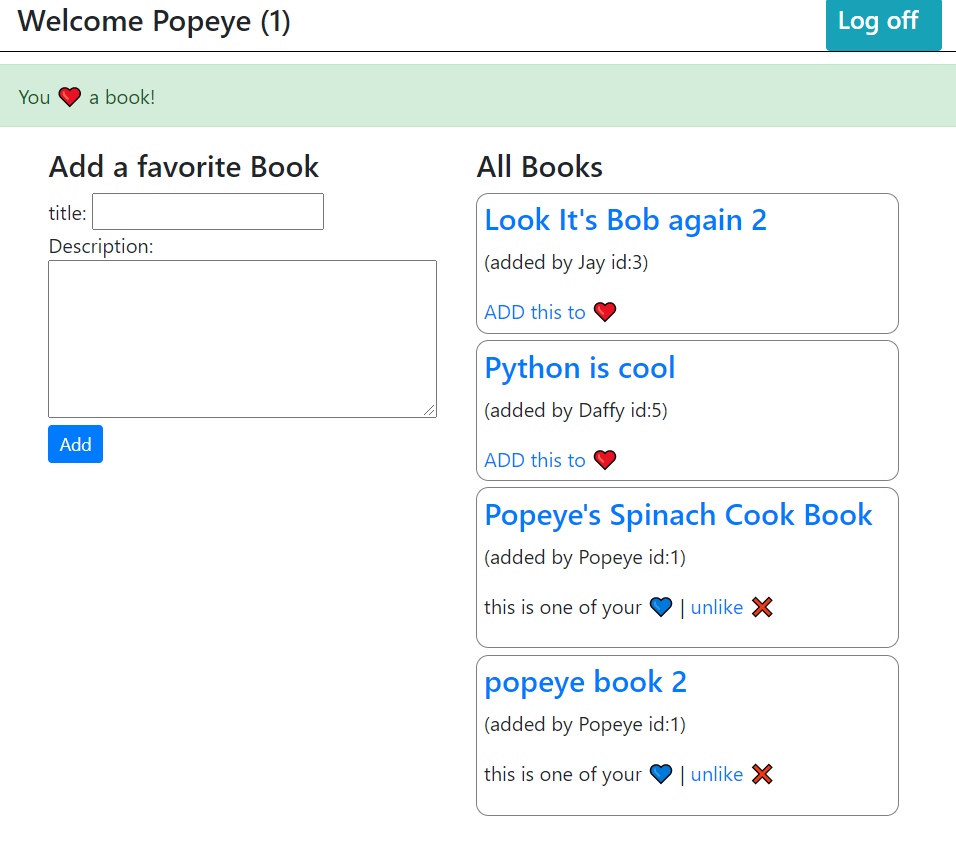 Welcome Popeye (1)
Log off
You ❤️ a book!
Add a favorite Book
title:
Description:
Add
All Books
Look It's Bob again 2
(added by Jay id:3)
ADD this to ❤️
Python is cool
(added by Daffy id:5)
ADD this to ❤️
Popeye's Spinach Cook Book
(added by Popeye id:1)
this is one of your 💙 | unlike ❌
popeye book 2
(added by Popeye id:1)
this is one of your 💙 | unlike ❌